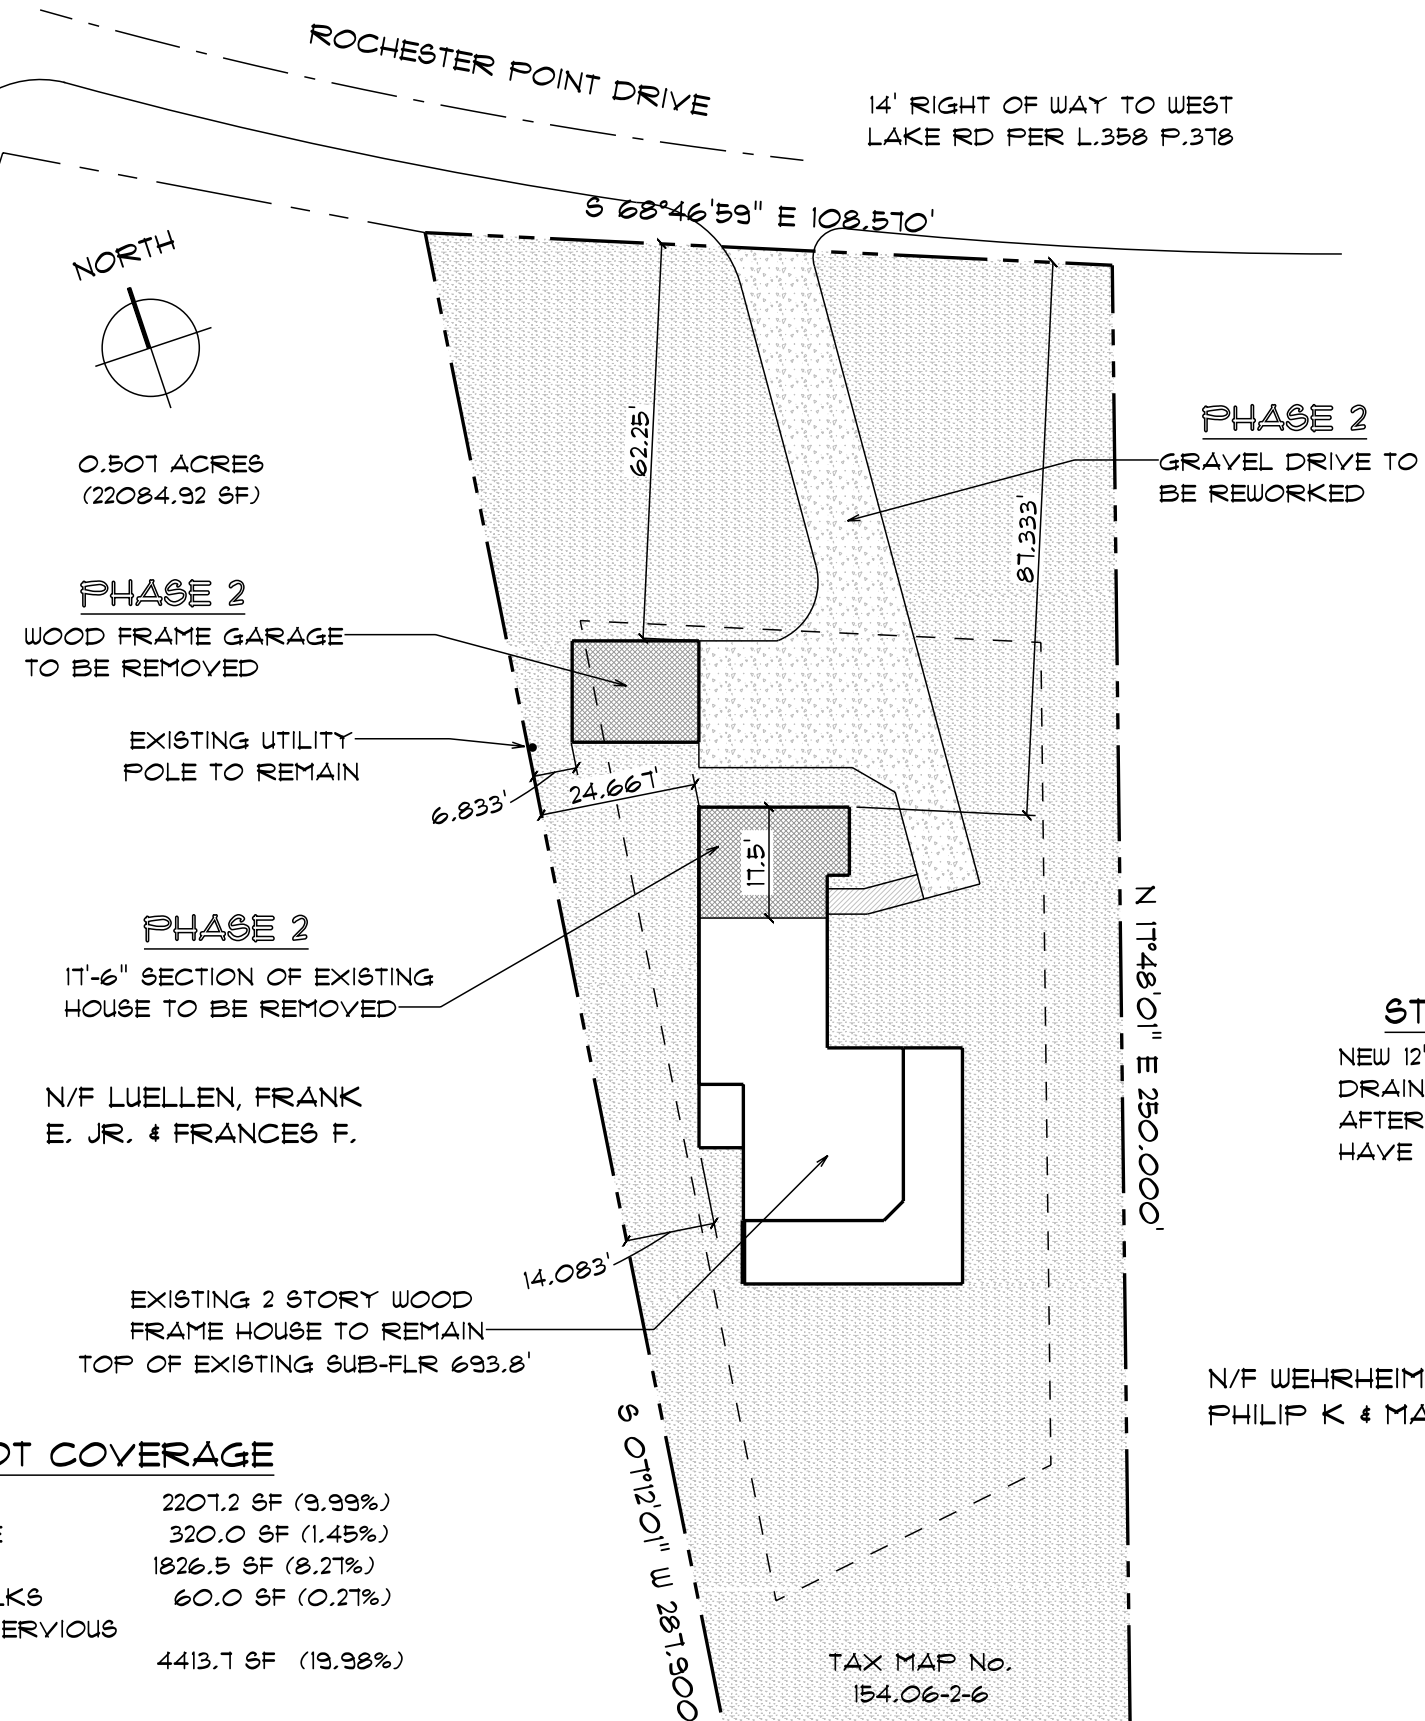 ROCHESTER POINT DRIVE
14' RIGHT OF WAY TO WEST
LAKE RD PER L.358 P.378
S 68°46'59" E 108.570'
NORTH
0.507 ACRES
(22084.92 SF)
62.25'
87.333'
PHASE 2
GRAVEL DRIVE TO
BE REWORKED
PHASE 2
WOOD FRAME GARAGE
TO BE REMOVED
EXISTING UTILITY
POLE TO REMAIN
6.833'
24.667'
17.5'
PHASE 2
17'-6" SECTION OF EXISTING
HOUSE TO BE REMOVED
N 17°48'01" E 250.000'
ST
NEW 12'
DRAIN
AFTER
HAVE
N/F LUELLEN, FRANK
E. JR. & FRANCES F.
14.083'
EXISTING 2 STORY WOOD
FRAME HOUSE TO REMAIN
TOP OF EXISTING SUB-FLR 693.8'
N/F WEHRHEIM
PHILIP K & MA
S 07°12'01" W 287.900
OT COVERAGE
2207.2 SF (9.99%)
E 320.0 SF (1.45%)
1826.5 SF (8.27%)
LKS 60.0 SF (0.27%)
ERVIOUS
4413.7 SF (19.98%)
TAX MAP No.
154.06-2-6